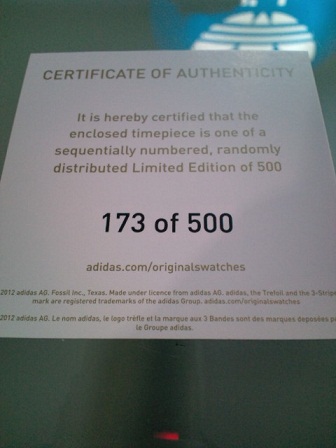 CERTIFICATE OF AUTHENTICITY
It is hereby certified that the
enclosed timepiece is one of a
sequentially numbered, randomly
distributed Limited Edition of 500
173 of 500
adidas.com/originalswatches
2012 adidas AG. Fossil Inc., Texas. Made under licence from adidas AG. adidas, the Trefoil and the 3-Stripe
mark are registered trademarks of the adidas Group. adidas.com/originalswatches
2012 adidas AG. Le nom adidas, le logo trèfle et la marque aux 3 Bandes sont des marques déposées
le Groupe adidas.